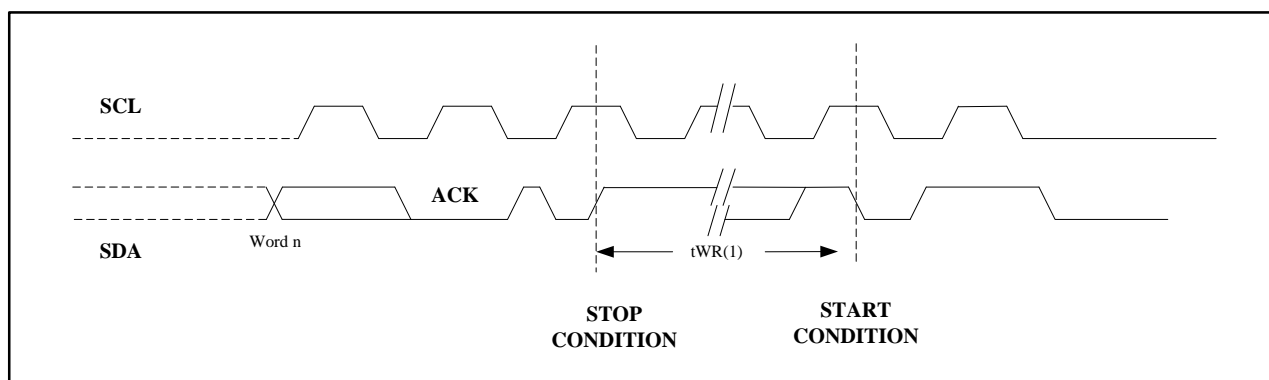 SCL
ACK
Word n
SDA
tWR(1)
STOP
CONDITION
START
CONDITION